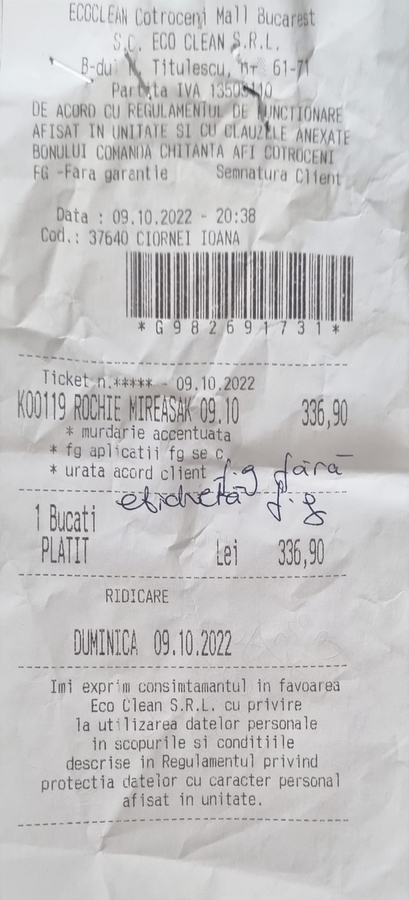 ECOCLEAN Cotroceni Mall Bucarest
S.C. ECO CLEAN S.R.L.
B-dul N. Titulescu, nr 61-71
Partita IVA
DE ACORD CU REGULAMENTUL DE FUNCTIONARE
AFISAT IN UNITATE SI CU CLAUZELE ANEXATE
BONULUI COMANDA CHITANTA AFI COTROCENI
FG -Fara garantie Semnatura Client
Data : 09.10.2022 - 20:38
Cod.: 37640 CIORNEI IOANA
*G982691731*
Ticket n.***** - 09.10.2022
K00119 ROCHIE MIREASAK 09.10 336,90
* murdarie accentuata
* fg aplicatii fg se c
* urata acord client f.g fără
etichetă f.g
1 Bucati
PLATIT Lei 336,90
RIDICARE
DUMINICA 09.10.2022
Imi exprim consimtamantul in favoarea
Eco Clean S.R.L. cu privire
la utilizarea datelor personale
in scopurile si conditiile
descrise in Regulamentul privind
protectia datelor cu caracter personal
afisat in unitate.